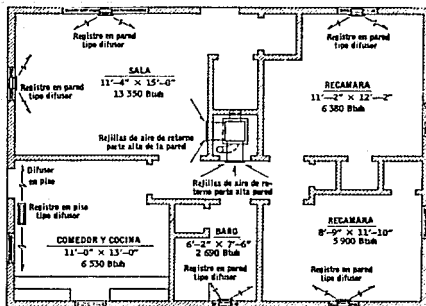 Registro en pared
tipo difusor
Registro en pared
tipo difusor
SALA
11'-4" × 15'-0"
13 350 Btuh
Registro en pared
tipo difusor
RECAMARA
11'-2" × 12'-2"
6 380 Btuh
Rejillas de aire de retorno
parte alta de la pared
Rejillas de aire de re-
torno parte alta pared
Difusor
en piso
Registro en piso
tipo difusor
COMEDOR Y COCINA
11'-0" × 13'-0"
6 530 Btuh
BAÑO
6'-2" × 7'-6"
2 690 Btuh
Registro en pared
tipo difusor
RECAMARA
8'-9" × 11'-10"
5 900 Btuh
Registro en pared
tipo difusor